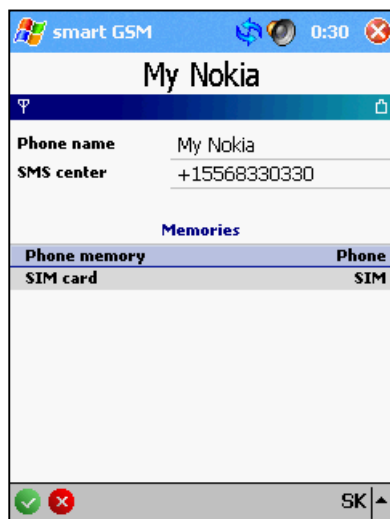 smart GSM 0:30
My Nokia
Phone name My Nokia
SMS center +15568330330
Memories
Phone memory Phone
SIM card SIM
SK